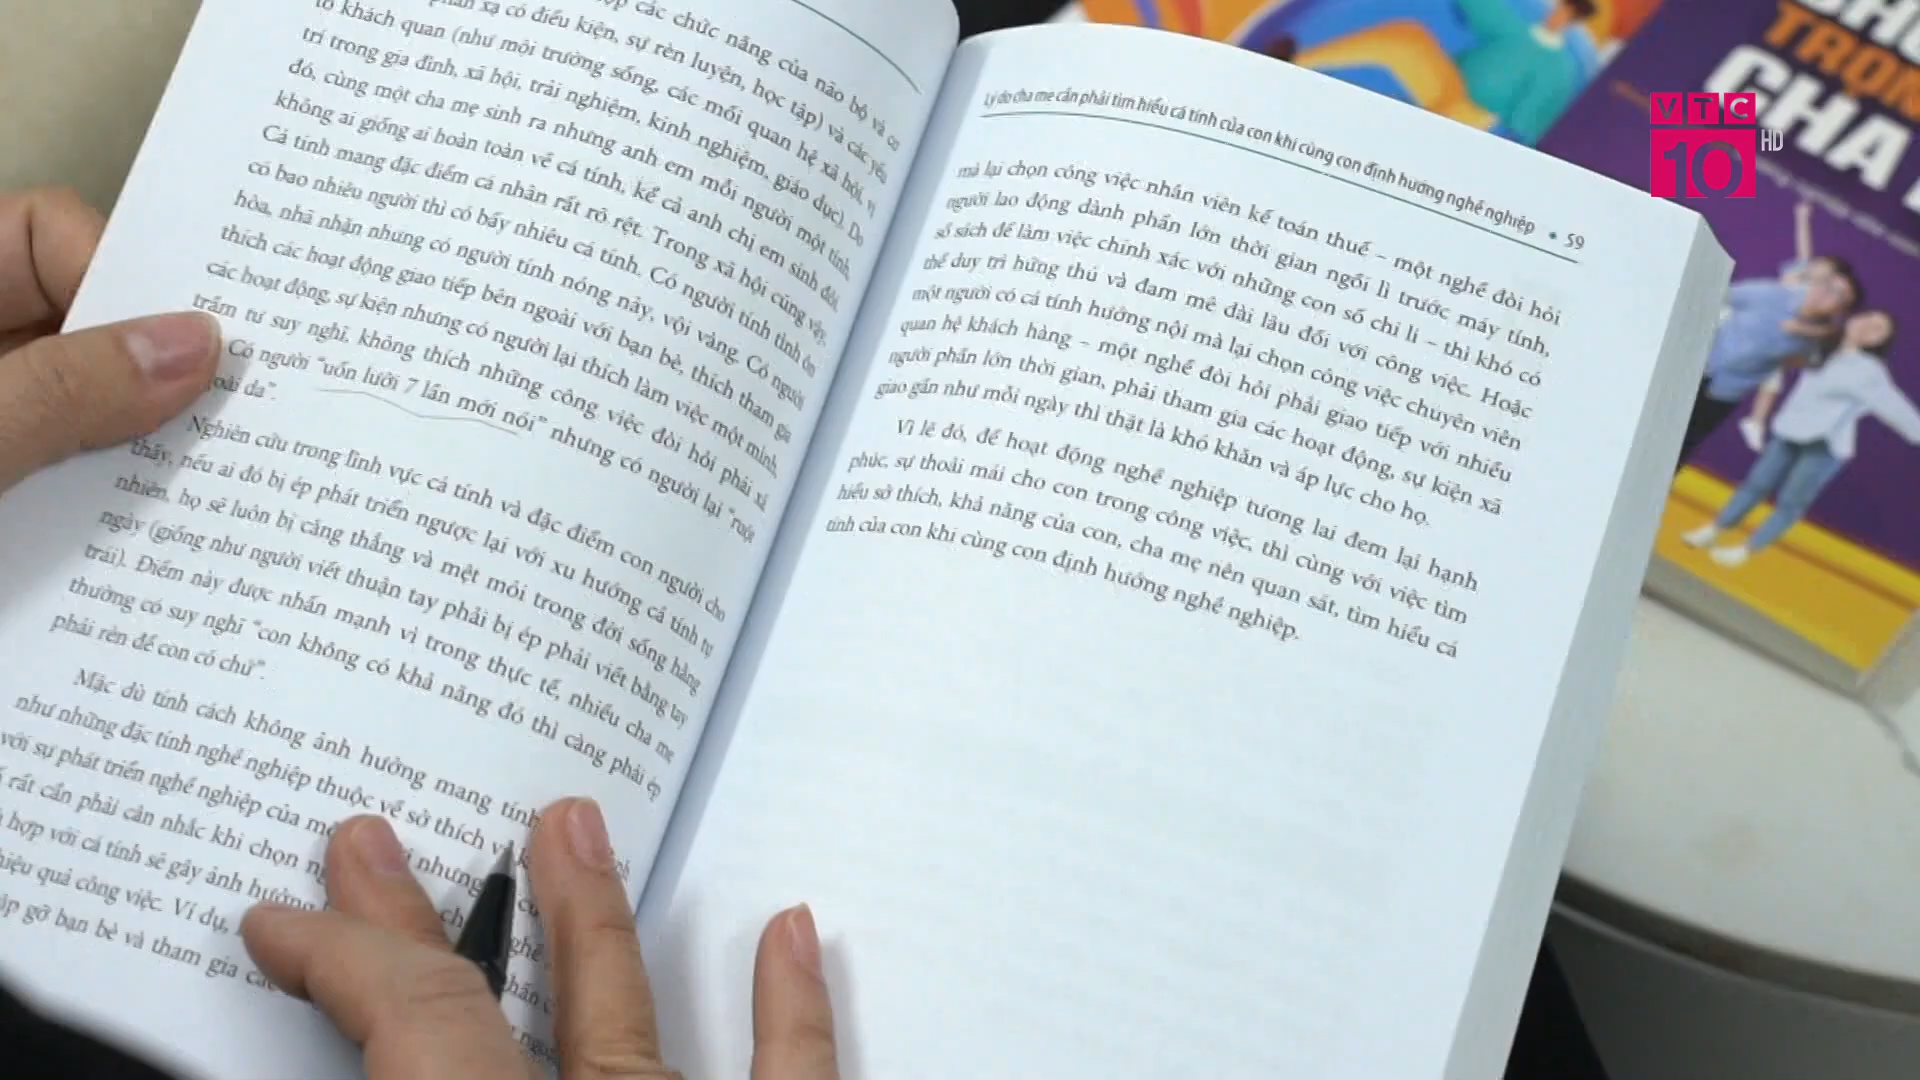 các chức năng của não bộ và cơ
xạ có điều kiện, sự rèn luyện, học tập) và các yếu
tố khách quan (như môi trường sống, các mối quan hệ xã hội, vị
trí trong gia đình, xã hội, trải nghiệm, kinh nghiệm, giáo dục). Do
đó, cùng một cha mẹ sinh ra nhưng anh em mỗi người một tính,
không ai giống ai hoàn toàn về cá tính, kể cả anh chị em sinh đôi.
Cá tính mang đặc điểm cá nhân rất rõ rệt. Trong xã hội cũng vậy,
có bao nhiêu người thì có bấy nhiêu cá tính. Có người tính tình ôn
hòa, nhã nhặn nhưng có người tính nóng nảy, vội vàng. Có người
thích các hoạt động giao tiếp bên ngoài với bạn bè, thích tham gia
các hoạt động, sự kiện nhưng có người lại thích làm việc một mình,
trầm tư suy nghĩ, không thích những công việc đòi hỏi phải xã
Có người “uốn lưỡi 7 lần mới nói” nhưng có người lại “ruột
ngoài da”.
Nghiên cứu trong lĩnh vực cá tính và đặc điểm con người cho
thấy, nếu ai đó bị ép phát triển ngược lại với xu hướng cá tính tự
nhiên, họ sẽ luôn bị căng thẳng và mệt mỏi trong đời sống hằng
ngày (giống như người viết thuận tay phải bị ép phải viết bằng tay
trái). Điểm này được nhấn mạnh vì trong thực tế, nhiều cha mẹ
thường có suy nghĩ “con không có khả năng đó thì càng phải ép
phải rèn để con có chứ”.
Mặc dù tính cách không ảnh hưởng mang tính
như những đặc tính nghề nghiệp thuộc về sở thích và
với sự phát triển nghề nghiệp của nhưng
rất cần phải cân nhắc khi chọn
hợp với cá tính sẽ gây ảnh hưởng nghề
hiệu quả công việc. Ví dụ,
gặp gỡ bạn bè và tham gia các
Lý do cha mẹ cần phải tìm hiểu cá tính của con khi cùng con định hướng nghề nghiệp • 59
mà lại chọn công việc nhân viên kế toán thuế – một nghề đòi hỏi
người lao động dành phần lớn thời gian ngồi lì trước máy tính,
sổ sách để làm việc chính xác với những con số chi li – thì khó có
thể duy trì hứng thú và đam mê dài lâu đối với công việc. Hoặc
một người có cá tính hướng nội mà lại chọn công việc chuyên viên
quan hệ khách hàng – một nghề đòi hỏi phải giao tiếp với nhiều
người phần lớn thời gian, phải tham gia các hoạt động, sự kiện xã
giao gần như mỗi ngày thì thật là khó khăn và áp lực cho họ.
Vì lẽ đó, để hoạt động nghề nghiệp tương lai đem lại hạnh
phúc, sự thoải mái cho con trong công việc, thì cùng với việc tìm
hiểu sở thích, khả năng của con, cha mẹ nên quan sát, tìm hiểu cá
tính của con khi cùng con định hướng nghề nghiệp.
TRỌN
CHA
VTC
10 HD